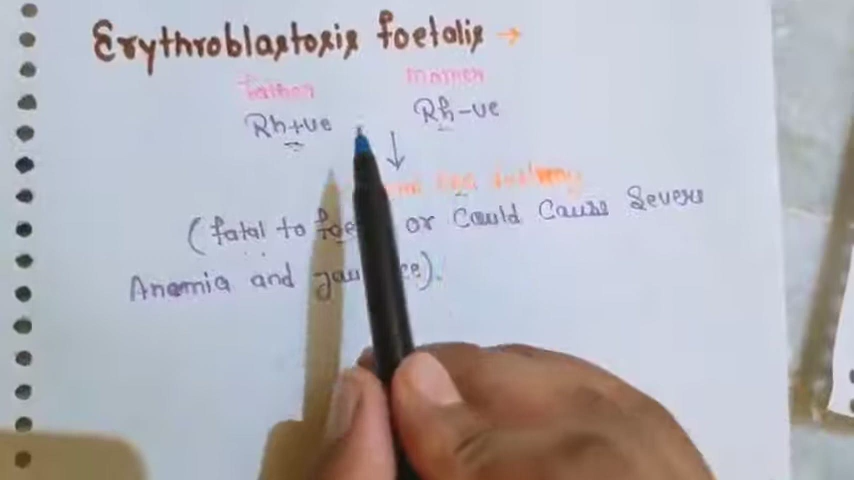 Erythroblastosis foetalis →
father mother
Rh+ve Rh-ve
(fatal to or Could Cause Severe
Anemia and